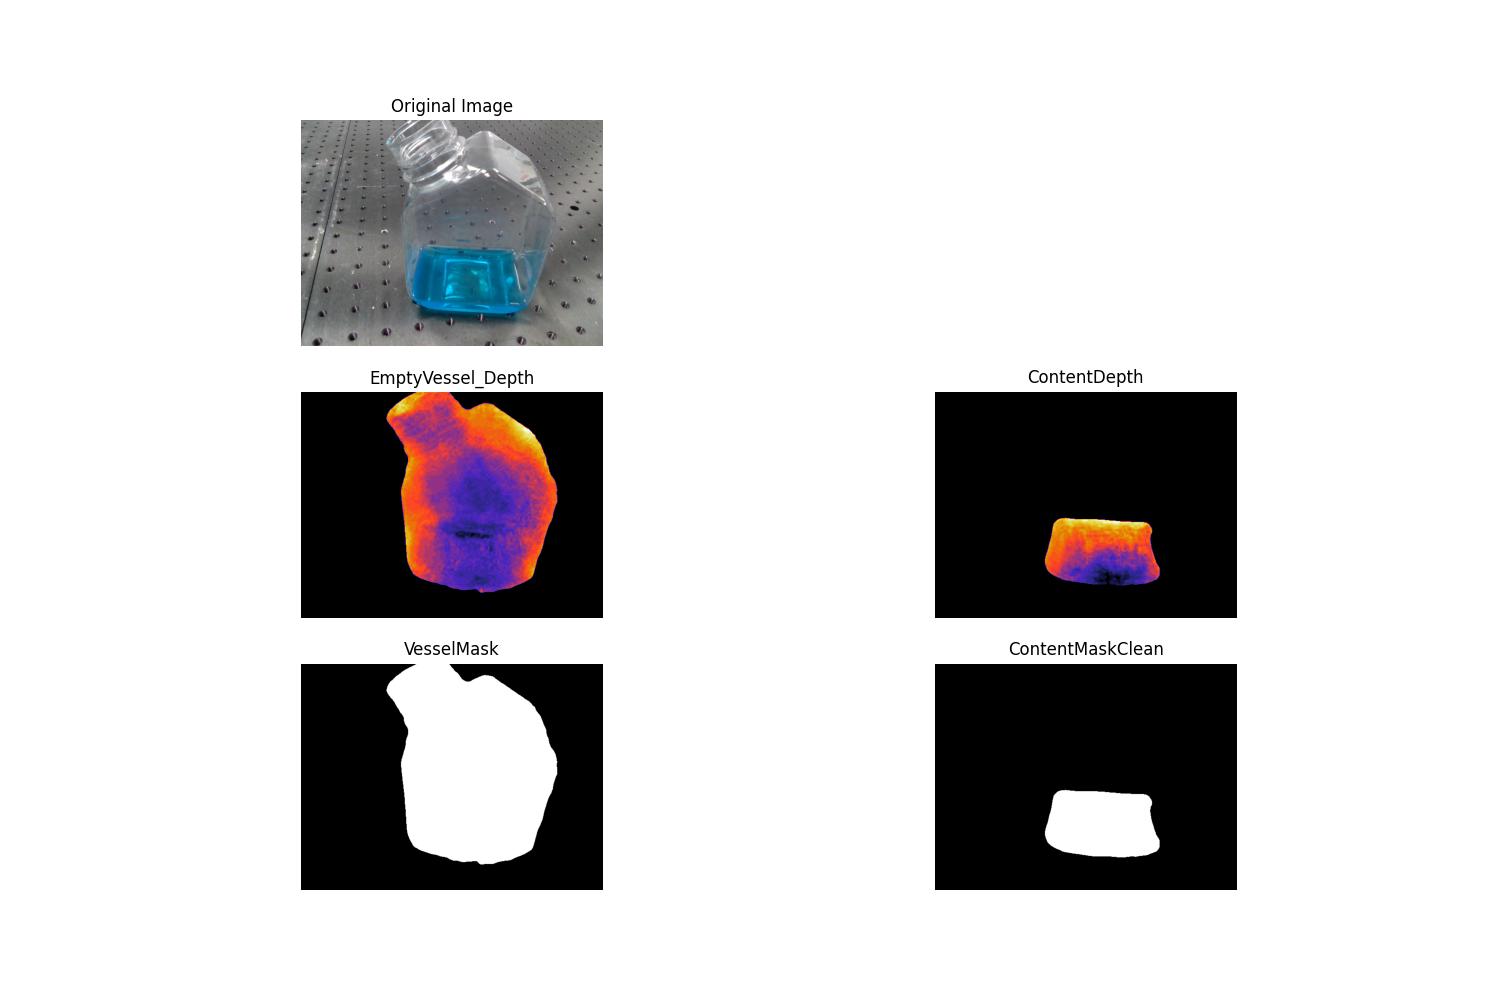 Original Image
EmptyVessel_Depth
ContentDepth
VesselMask
ContentMaskClean